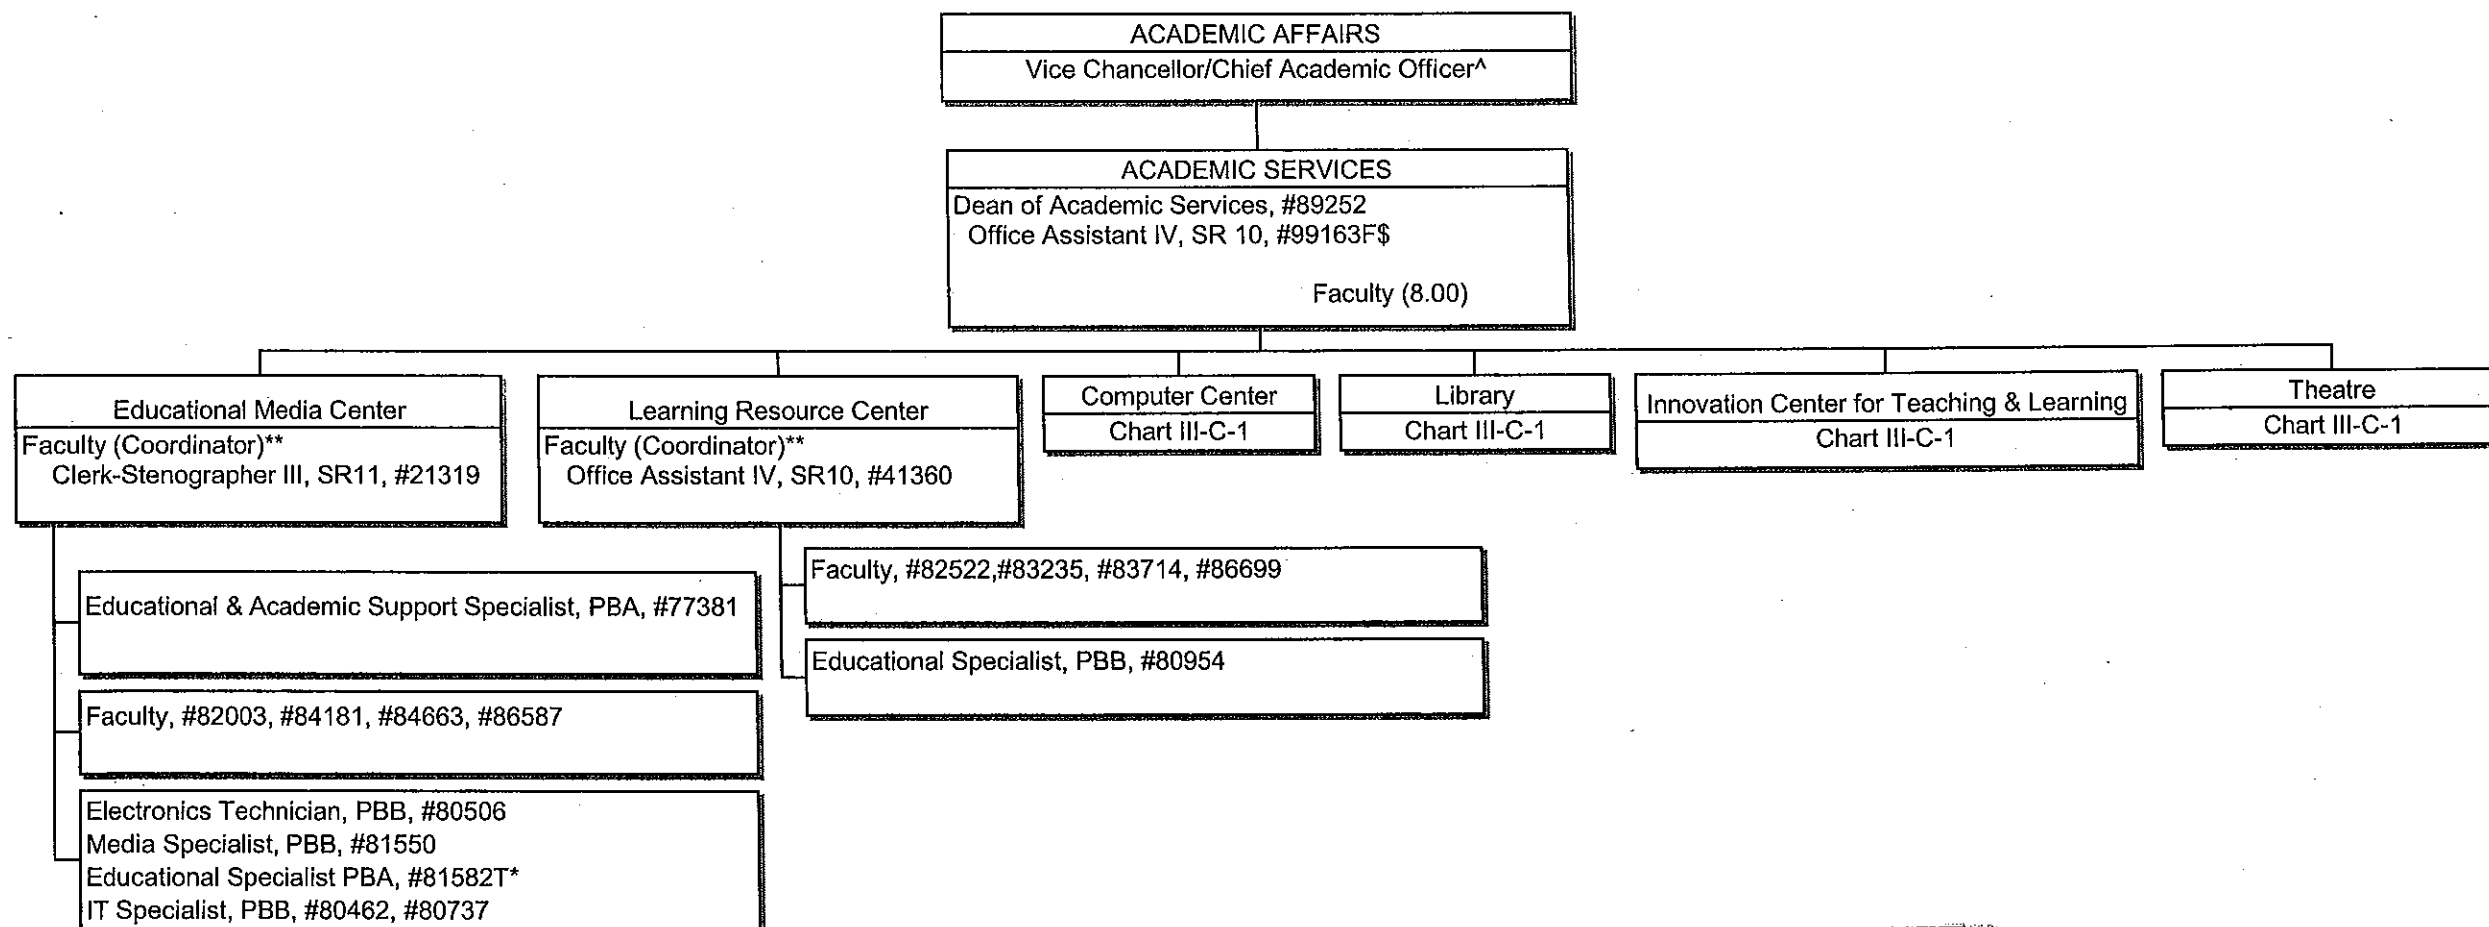 ACADEMIC AFFAIRS
Vice Chancellor/Chief Academic Officer^
ACADEMIC SERVICES
Dean of Academic Services, #89252
Office Assistant IV, SR 10, #99163F$
Faculty (8.00)
Educational Media Center
Faculty (Coordinator)**
Clerk-Stenographer III, SR11, #21319
Learning Resource Center
Faculty (Coordinator)**
Office Assistant IV, SR10, #41360
Computer Center
Chart III-C-1
Library
Chart III-C-1
Innovation Center for Teaching & Learning
Chart III-C-1
Theatre
Chart III-C-1
Educational & Academic Support Specialist, PBA, #77381
Faculty, #82003, #84181, #84663, #86587
Electronics Technician, PBB, #80506
Media Specialist, PBB, #81550
Educational Specialist PBA, #81582T*
IT Specialist, PBB, #80462, #80737
Faculty, #82522,#83235, #83714, #86699
Educational Specialist, PBB, #80954